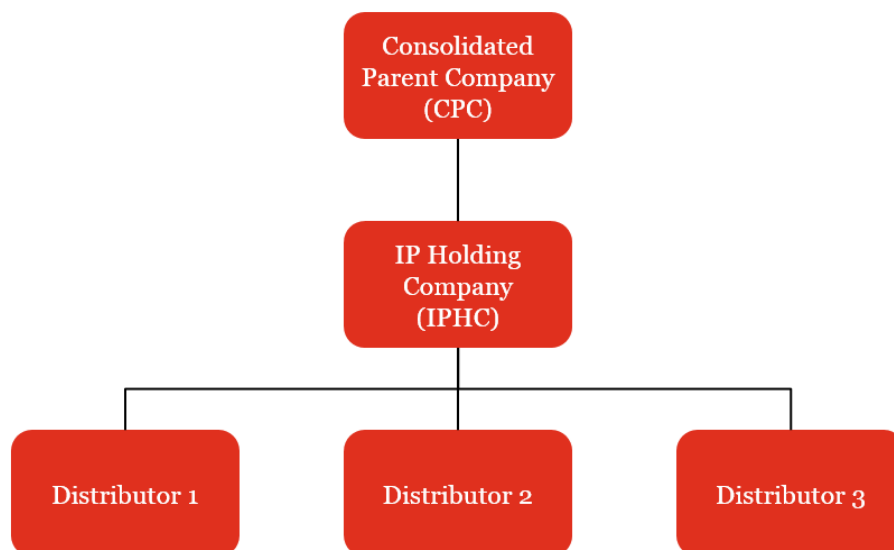 Consolidated
Parent Company
(CPC)
IP Holding
Company
(IPHC)
Distributor 1
Distributor 2
Distributor 3